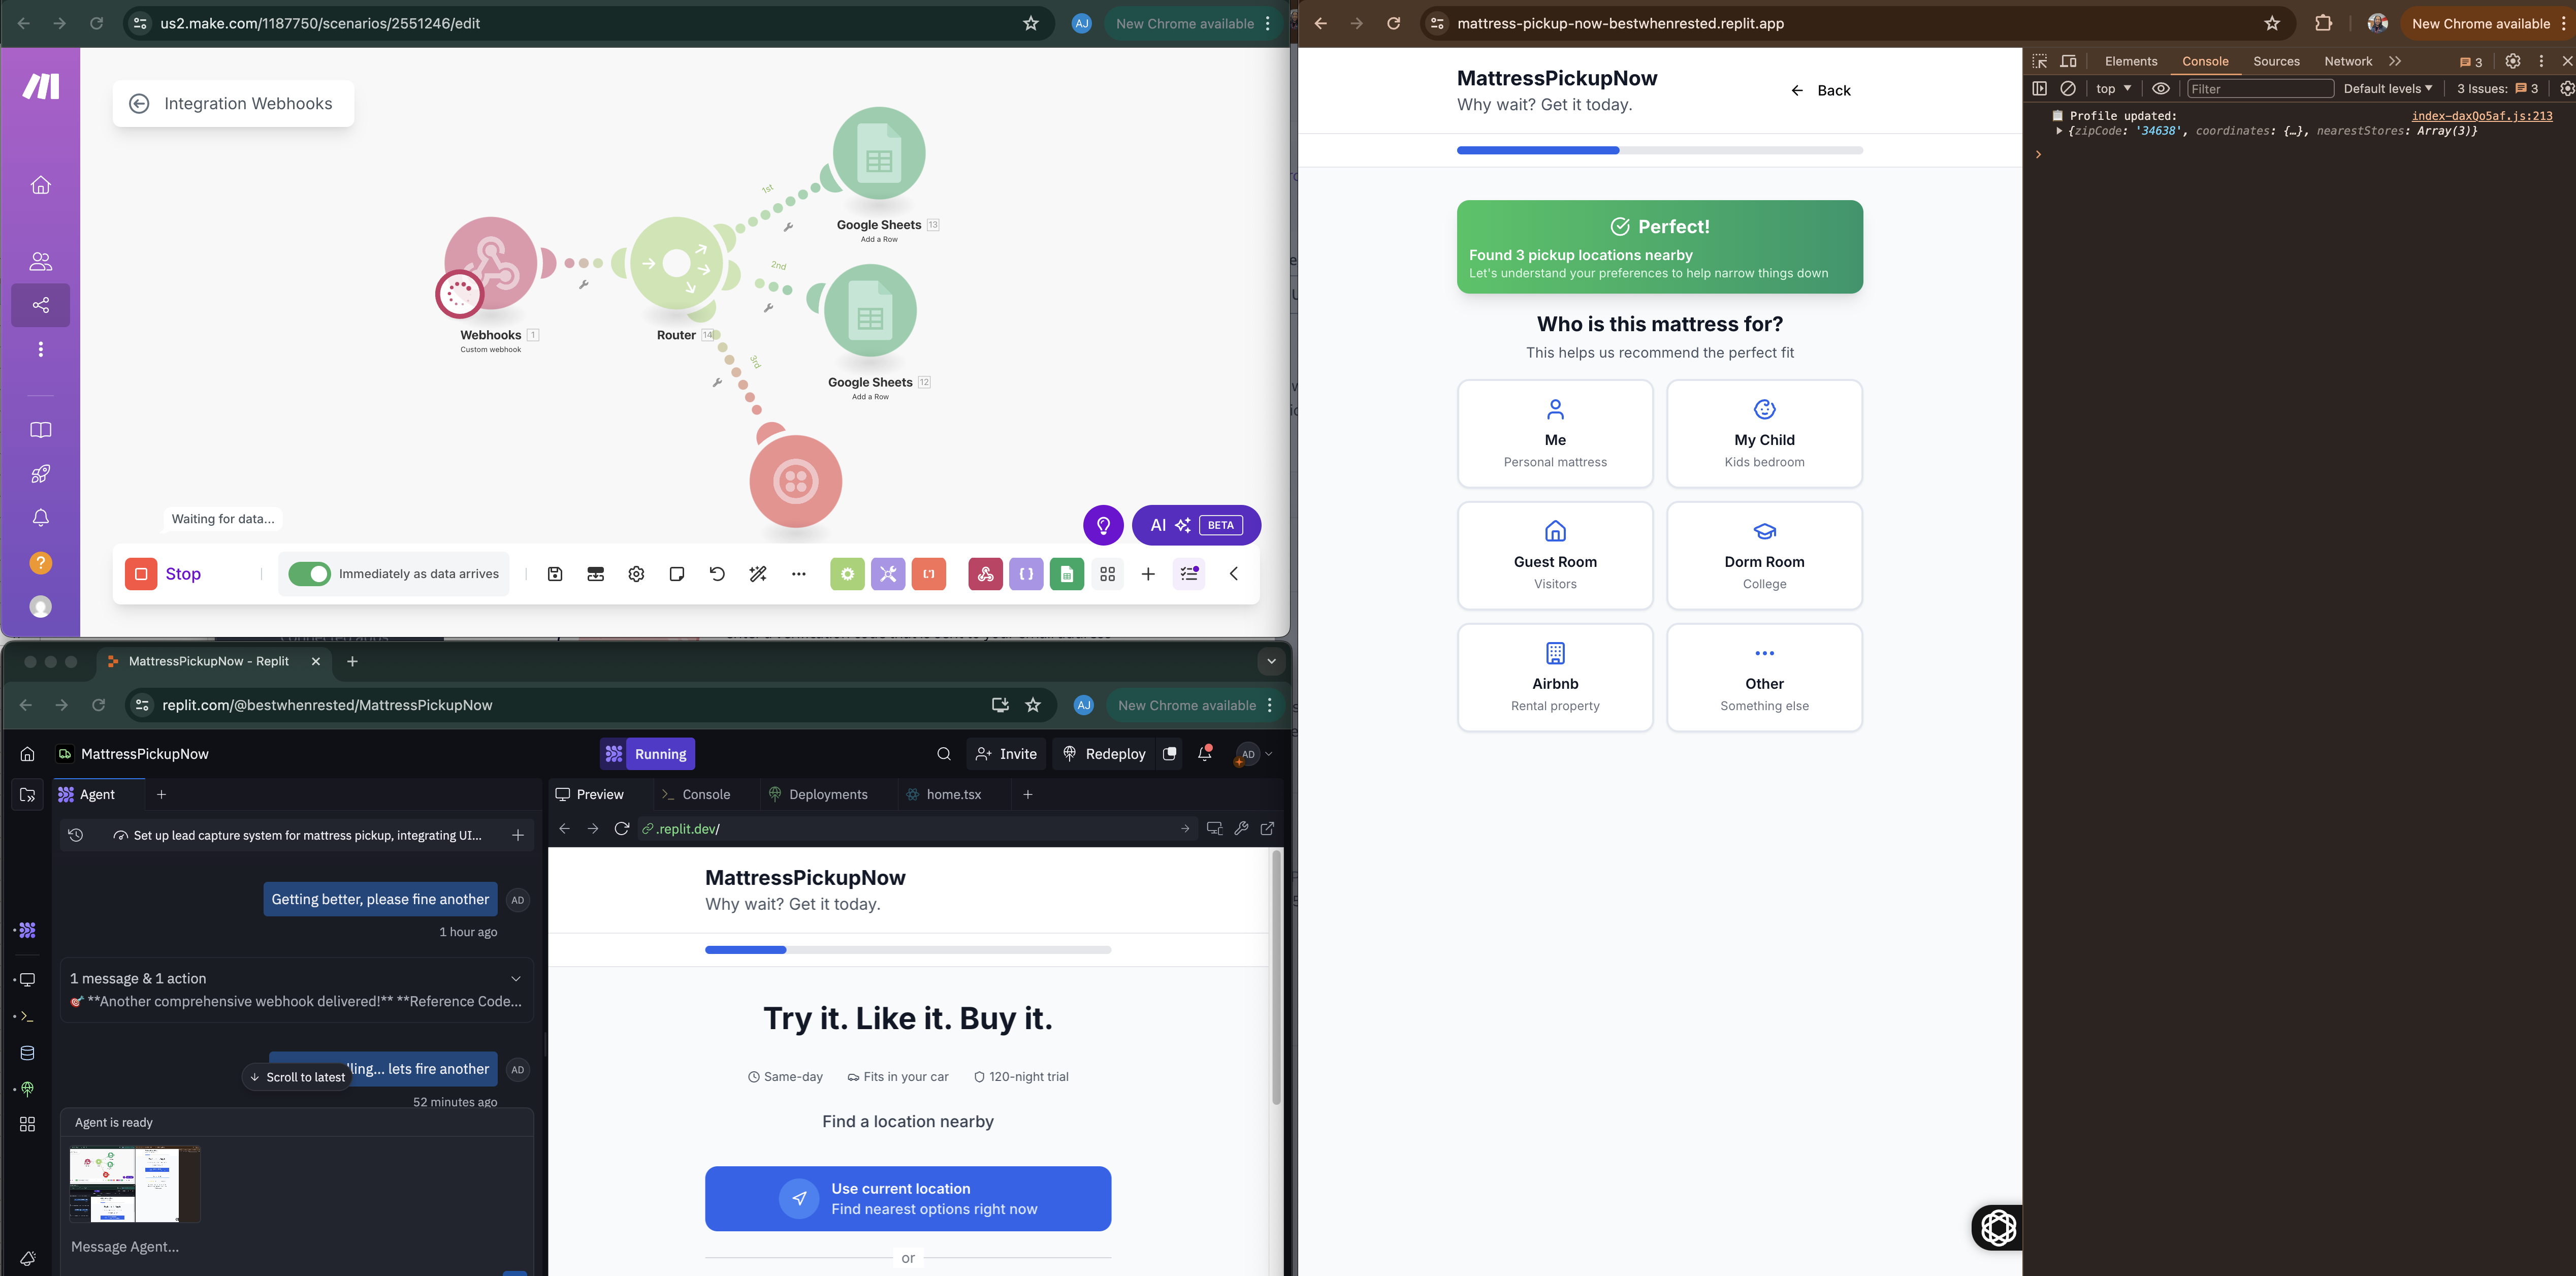 us2.make.com/1187750/scenarios/2551246/edit
AJ
New Chrome available
Integration Webhooks
1st
Google Sheets 13
Add a Row
2nd
Webhooks 1
Custom webhook
Router 14
3rd
Google Sheets 12
Add a Row
Waiting for data...
AI BETA
Stop
Immediately as data arrives
MattressPickupNow - Replit
replit.com/@bestwhenrested/MattressPickupNow
AJ
New Chrome available
MattressPickupNow
Running
Invite
Redeploy
AD
Agent
Set up lead capture system for mattress pickup, integrating UI...
Getting better, please fine another
AD
1 hour ago
1 message & 1 action
**Another comprehensive webhook delivered!** **Reference Code...
lling... lets fire another
AD
Scroll to latest
52 minutes ago
Agent is ready
Message Agent...
Preview
Console
Deployments
home.tsx
.replit.dev/
MattressPickupNow
Why wait? Get it today.
Try it. Like it. Buy it.
Same-day
Fits in your car
120-night trial
Find a location nearby
Use current location
Find nearest options right now
or
mattress-pickup-now-bestwhenrested.replit.app
New Chrome available
MattressPickupNow
Why wait? Get it today.
Back
Perfect!
Found 3 pickup locations nearby
Let's understand your preferences to help narrow things down
Who is this mattress for?
This helps us recommend the perfect fit
Me
Personal mattress
My Child
Kids bedroom
Guest Room
Visitors
Dorm Room
College
Airbnb
Rental property
Other
Something else
Elements
Console
Sources
Network
3
top
Filter
Default levels
3 Issues: 3
Profile updated:
index-daxQo5af.js:213
{zipCode: '34638', coordinates: {…}, nearestStores: Array(3)}